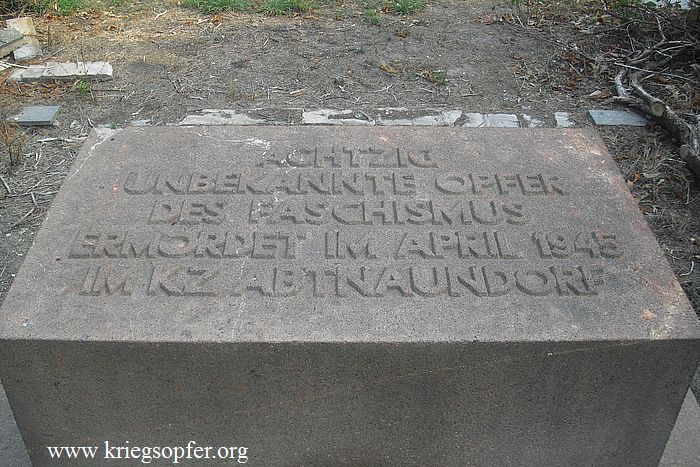 ACHTZIG
UNBEKANNTE OPFER
DES FASCHISMUS
ERMORDET IM APRIL 1945
IM KZ ABTNAUNDORF
www.kriegsopfer.org